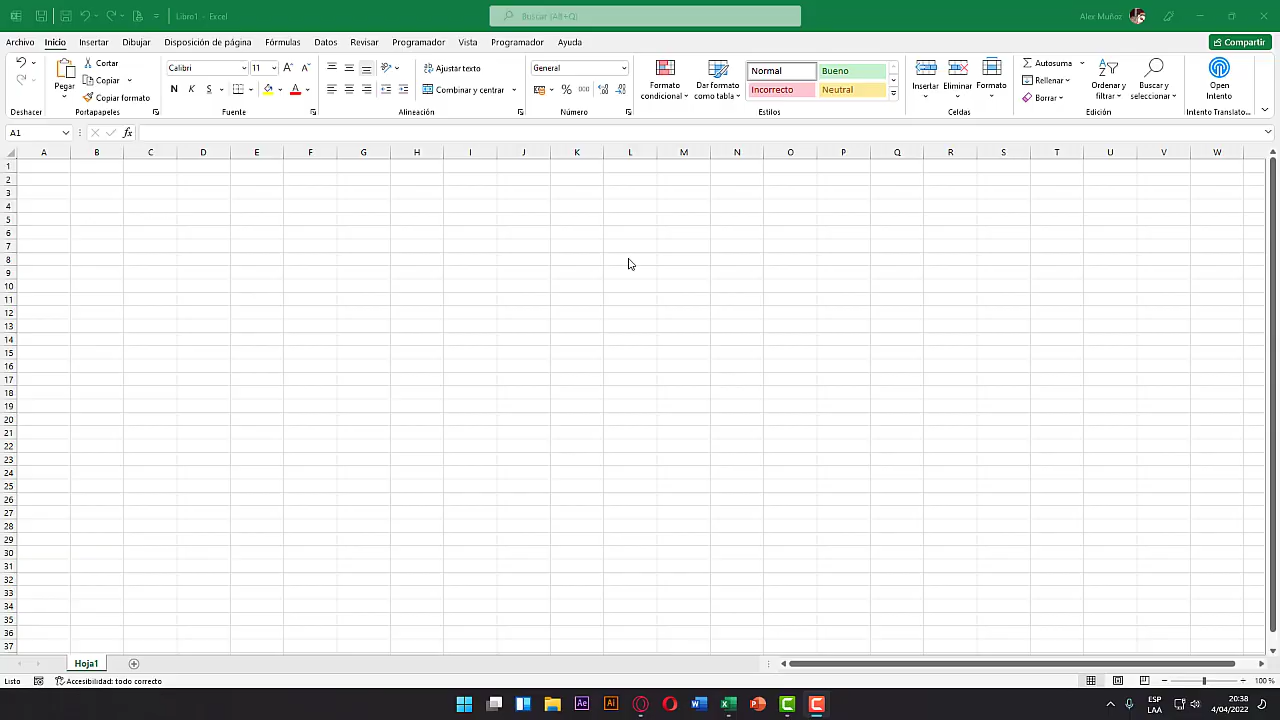 Libro1 - Excel
Buscar (Alt+Q)
Alex Muñoz
Archivo Inicio Insertar Dibujar Disposición de página Fórmulas Datos Revisar Programador Vista Programador Ayuda
Compartir
Pegar
Cortar
Copiar
Copiar formato
Calibri 11
N K S
Ajustar texto
Combinar y centrar
General
% 000
Formato condicional
Dar formato como tabla
Normal Bueno
Incorrecto Neutral
Insertar Eliminar Formato
Autosuma
Rellenar
Borrar
Ordenar y filtrar
Buscar y seleccionar
Open Intento
Deshacer Portapapeles Fuente Alineación Número Estilos Celdas Edición Intento Translato...
A1 fx
A B C D E F G H I J K L M N O P Q R S T U V W
1
2
3
4
5
6
7
8
9
10
11
12
13
14
15
16
17
18
19
20
21
22
23
24
25
26
27
28
29
30
31
32
33
34
35
36
37
Hoja1
Listo Accesibilidad: todo correcto 100 %
ESP
LAA
20:38
4/04/2022